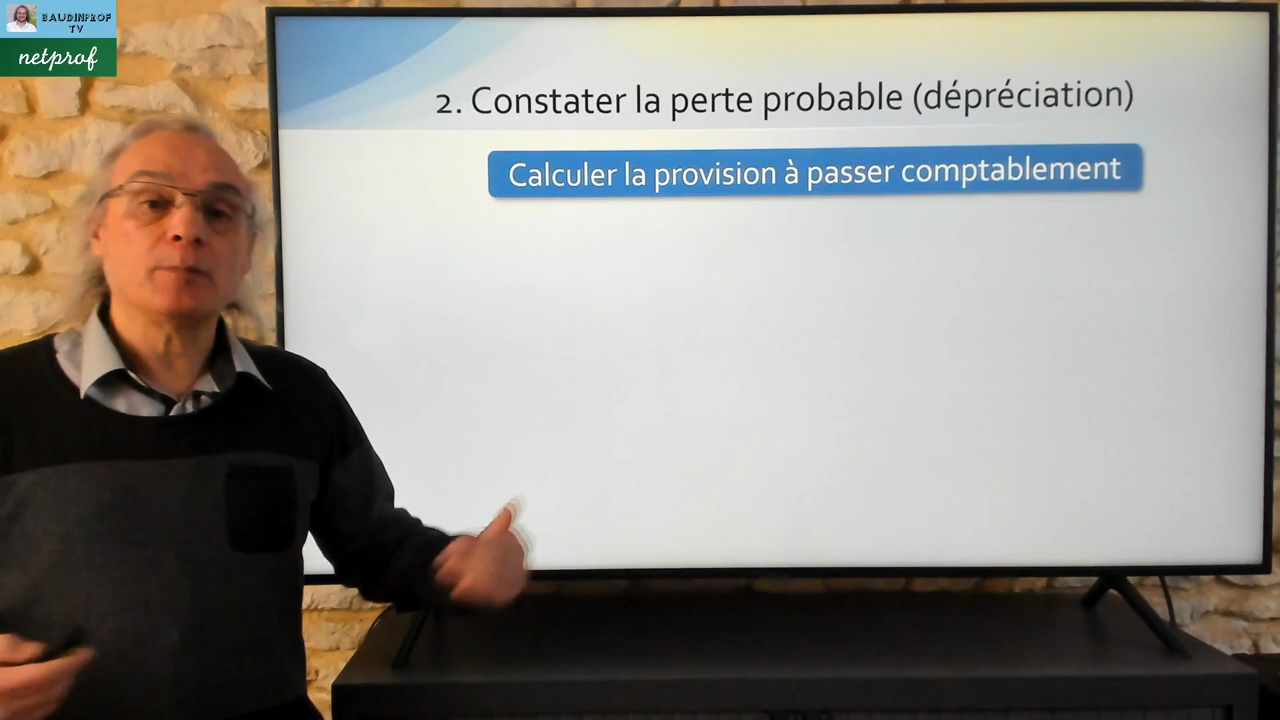 BAUDINPROF
TV
netprof
2. Constater la perte probable (dépréciation)
Calculer la provision à passer comptablement